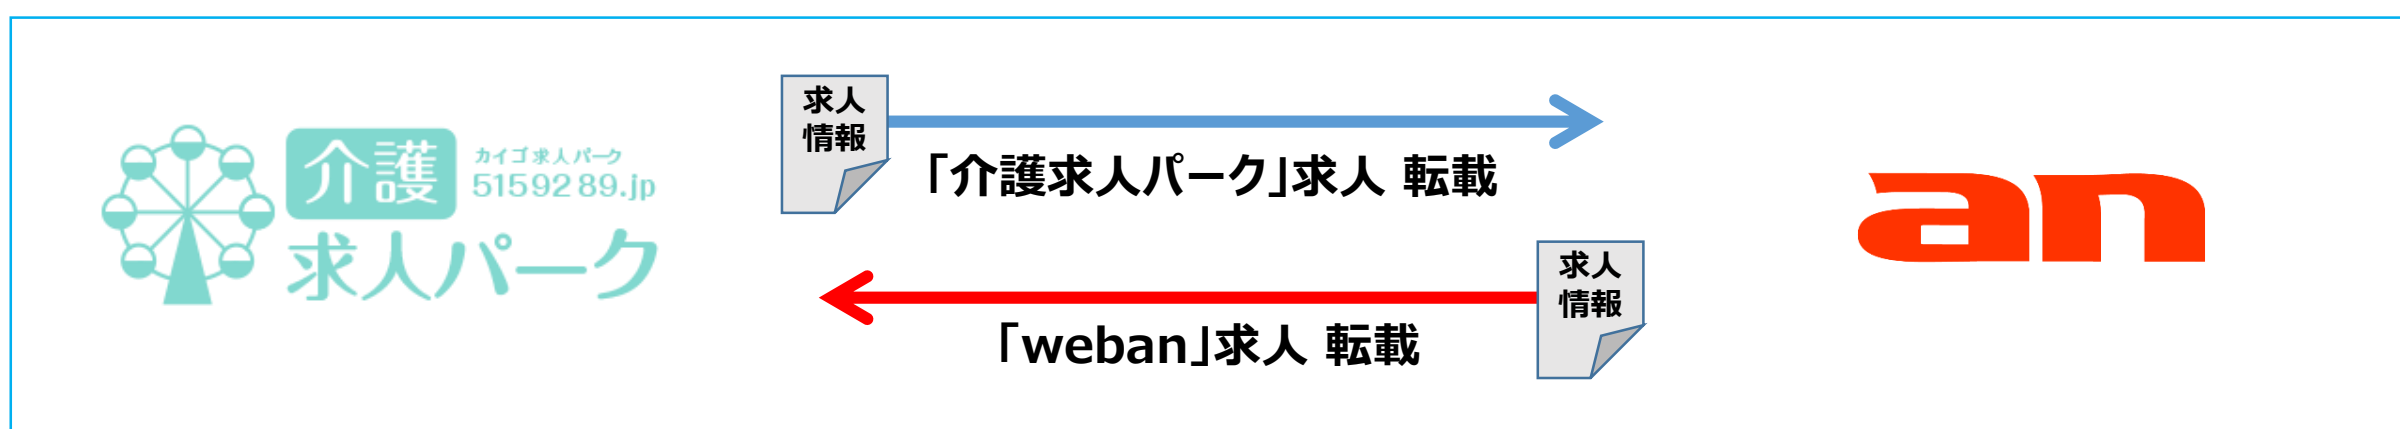 介護
カイゴ求人パーク
5159289.jp
求人パーク
求人
情報
「介護求人パーク」求人 転載
求人
情報
「weban」求人 転載
an